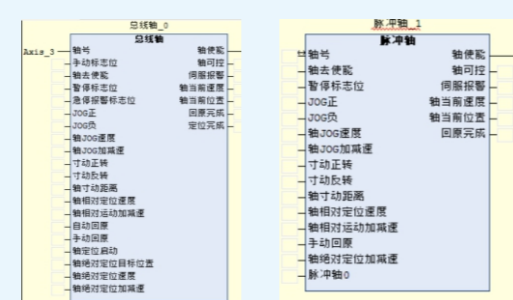 总线轴_0
总线轴
Axis_3
轴号
轴使能
手动标志位
轴可控
轴去使能
伺服报警
暂停标志位
轴当前速度
急停报警标志位
轴当前位置
JOG正
回原完成
JOG负
定位完成
轴JOG速度
轴JOG加减速
寸动正转
寸动反转
轴寸动距离
轴相对定位速度
轴相对运动加减速
自动回原
手动回原
轴定位启动
轴绝对定位目标位置
轴绝对定位速度
轴绝对定位加减速
脉冲轴_1
脉冲轴
轴号
轴使能
轴去使能
轴可控
暂停标志位
伺服报警
JOG正
轴当前速度
JOG负
轴当前位置
轴JOG速度
回原完成
轴JOG加减速
寸动正转
寸动反转
轴寸动距离
轴相对定位速度
轴相对运动加减速
手动回原
轴绝对定位加减速
脉冲轴0